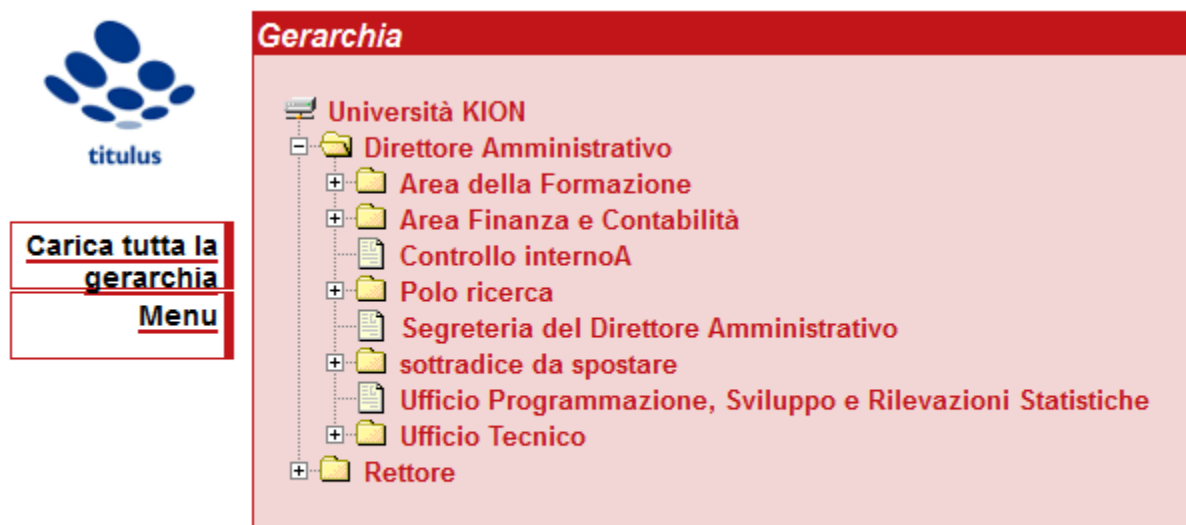 Gerarchia
titulus
Carica tutta la
gerarchia
Menu
Università KION
Direttore Amministrativo
Area della Formazione
Area Finanza e Contabilità
Controllo internoA
Polo ricerca
Segreteria del Direttore Amministrativo
sottradice da spostare
Ufficio Programmazione, Sviluppo e Rilevazioni Statistiche
Ufficio Tecnico
Rettore